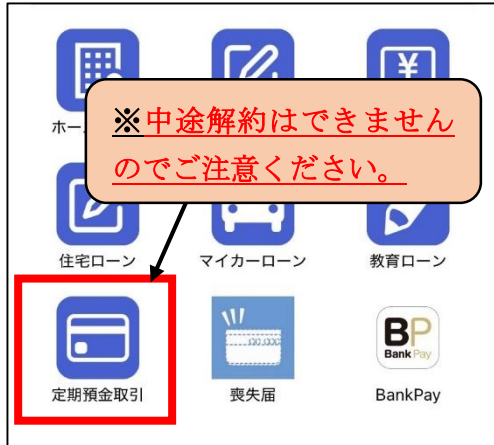 ¥
ホー
※中途解約はできません
のでご注意ください。
住宅ローン
マイカーローン
教育ローン
BP
Bank Pay
定期預金取引
喪失届
BankPay